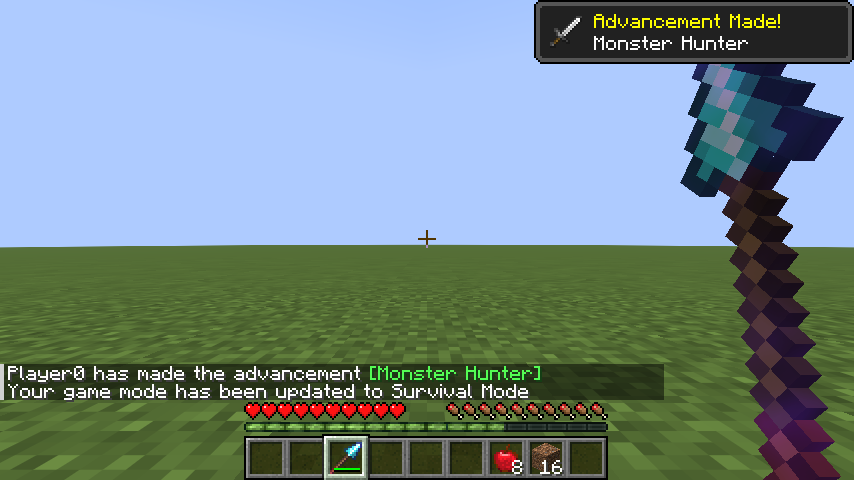 Advancement Made!
Monster Hunter
Player0 has made the advancement [Monster Hunter]
Your game mode has been updated to Survival Mode
8
16